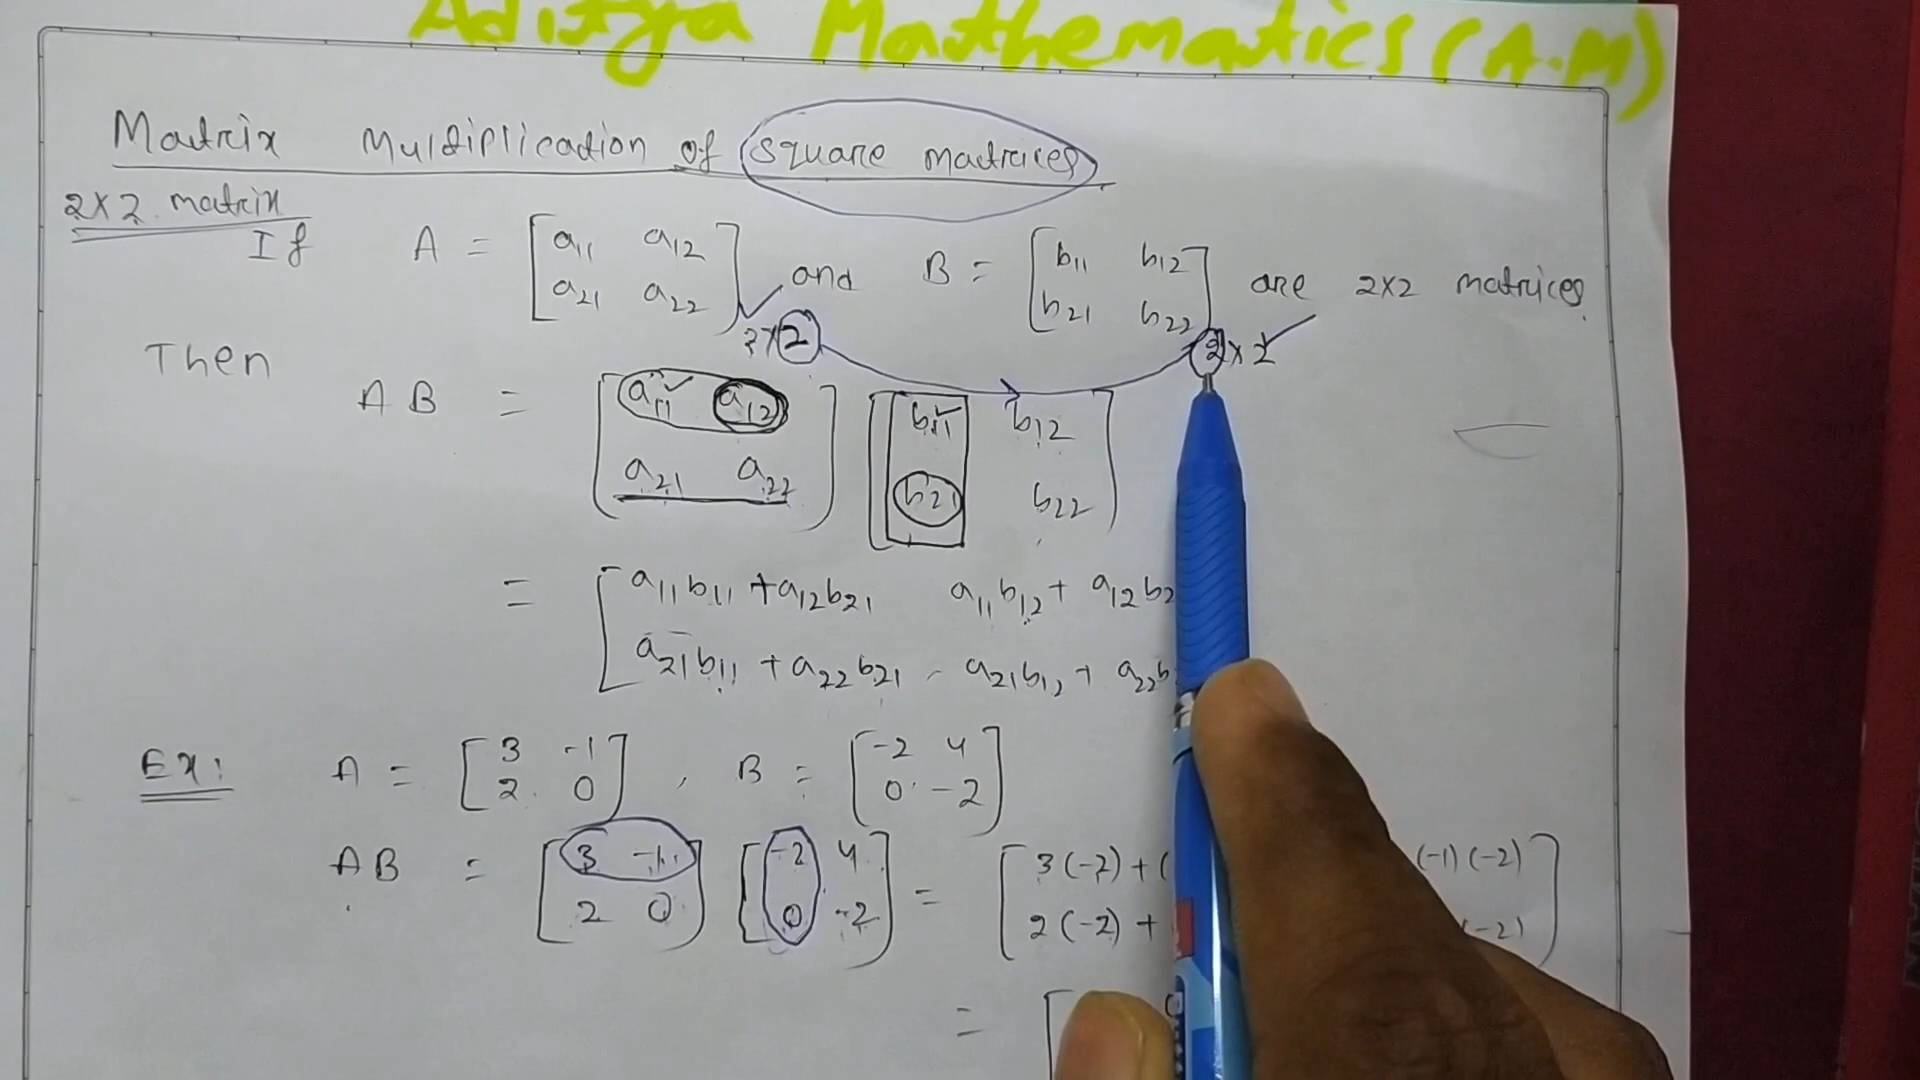 Aditya Mathematics (A.M)
Matrix Multiplication of square matrices
2x2 matrix
If A = [a11 a12 a21 a22] and B = [b11 b12 b21 b22] are 2x2 matrices.
2x2 2x2
Then AB = [a11 a12 a21 a22] [b11 b12 b21 b22]
= [a11b11 + a12b21 a11b12 + a12b2
a21b11 + a22b21 a21b12 + a22b
Ex: A = [3 -1 2 0], B = [-2 4 0 -2]
AB = [3 -1 2 0] [-2 4 0 -2] = [3(-2) + ( (-1)(-2)
2(-2) + (-2)]
= [